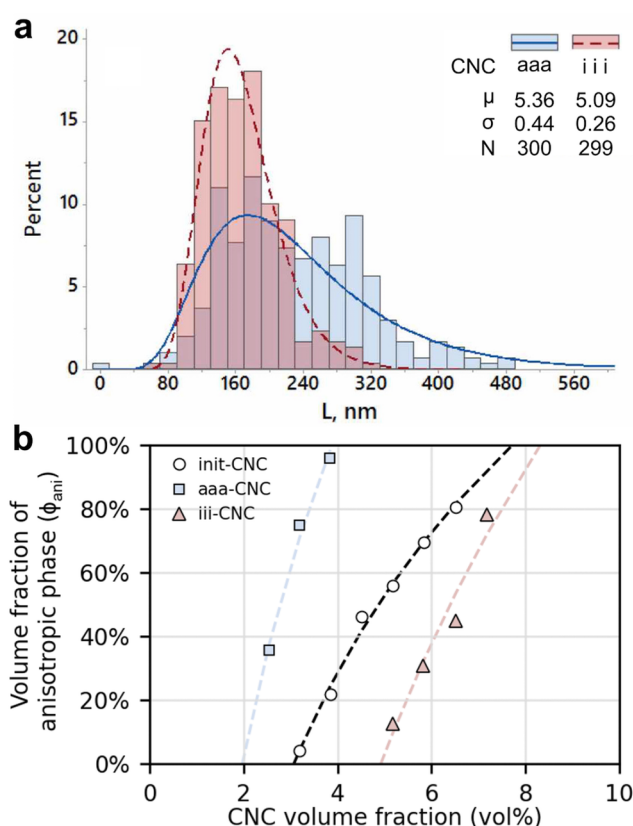 a
20
15
10
5
0
Percent
0 80 160 240 320 400 480 560
L, nm
CNC aaa iii
μ 5.36 5.09
σ 0.44 0.26
N 300 299
b
100%
80%
60%
40%
20%
0%
Volume fraction of
anisotropic phase (ϕani)
init-CNC
aaa-CNC
iii-CNC
0 2 4 6 8 10
CNC volume fraction (vol%)